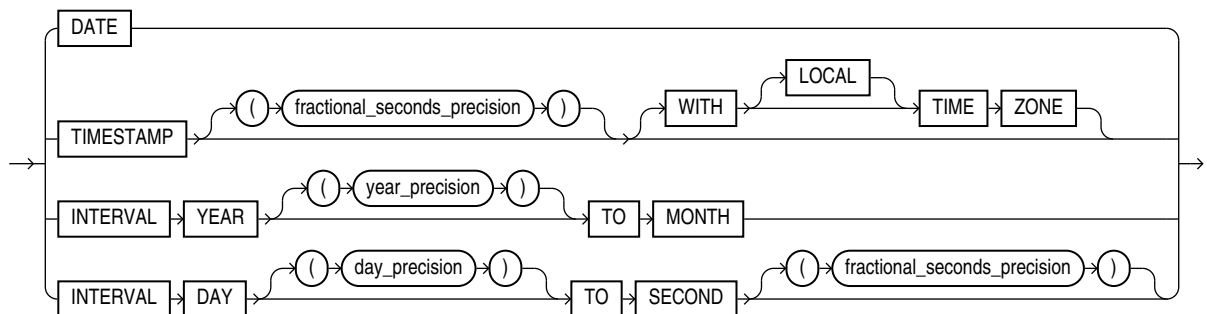 DATE
TIMESTAMP ( fractional_seconds_precision ) WITH LOCAL TIME ZONE
INTERVAL YEAR ( year_precision ) TO MONTH
INTERVAL DAY ( day_precision ) TO SECOND ( fractional_seconds_precision )